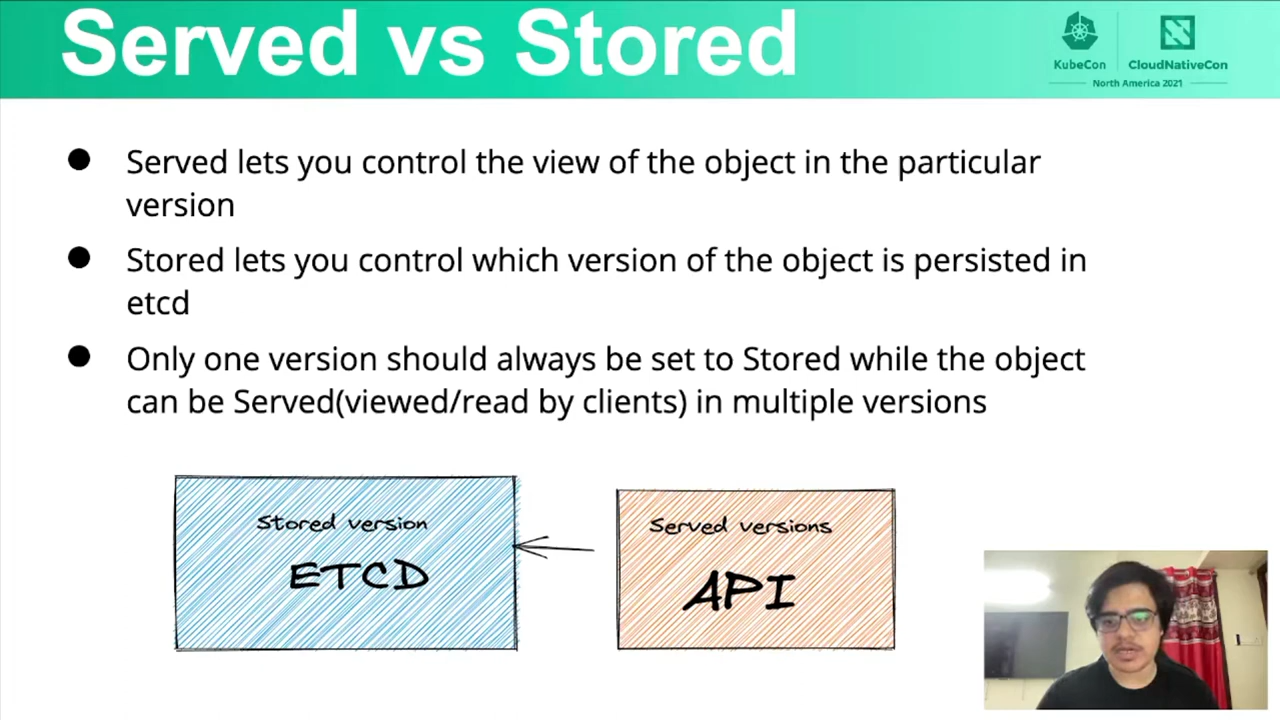 Served vs Stored
KubeCon
CloudNativeCon
North America 2021
● Served lets you control the view of the object in the particular
version
● Stored lets you control which version of the object is persisted in
etcd
● Only one version should always be set to Stored while the object
can be Served(viewed/read by clients) in multiple versions
Stored version
ETCD
Served versions
API